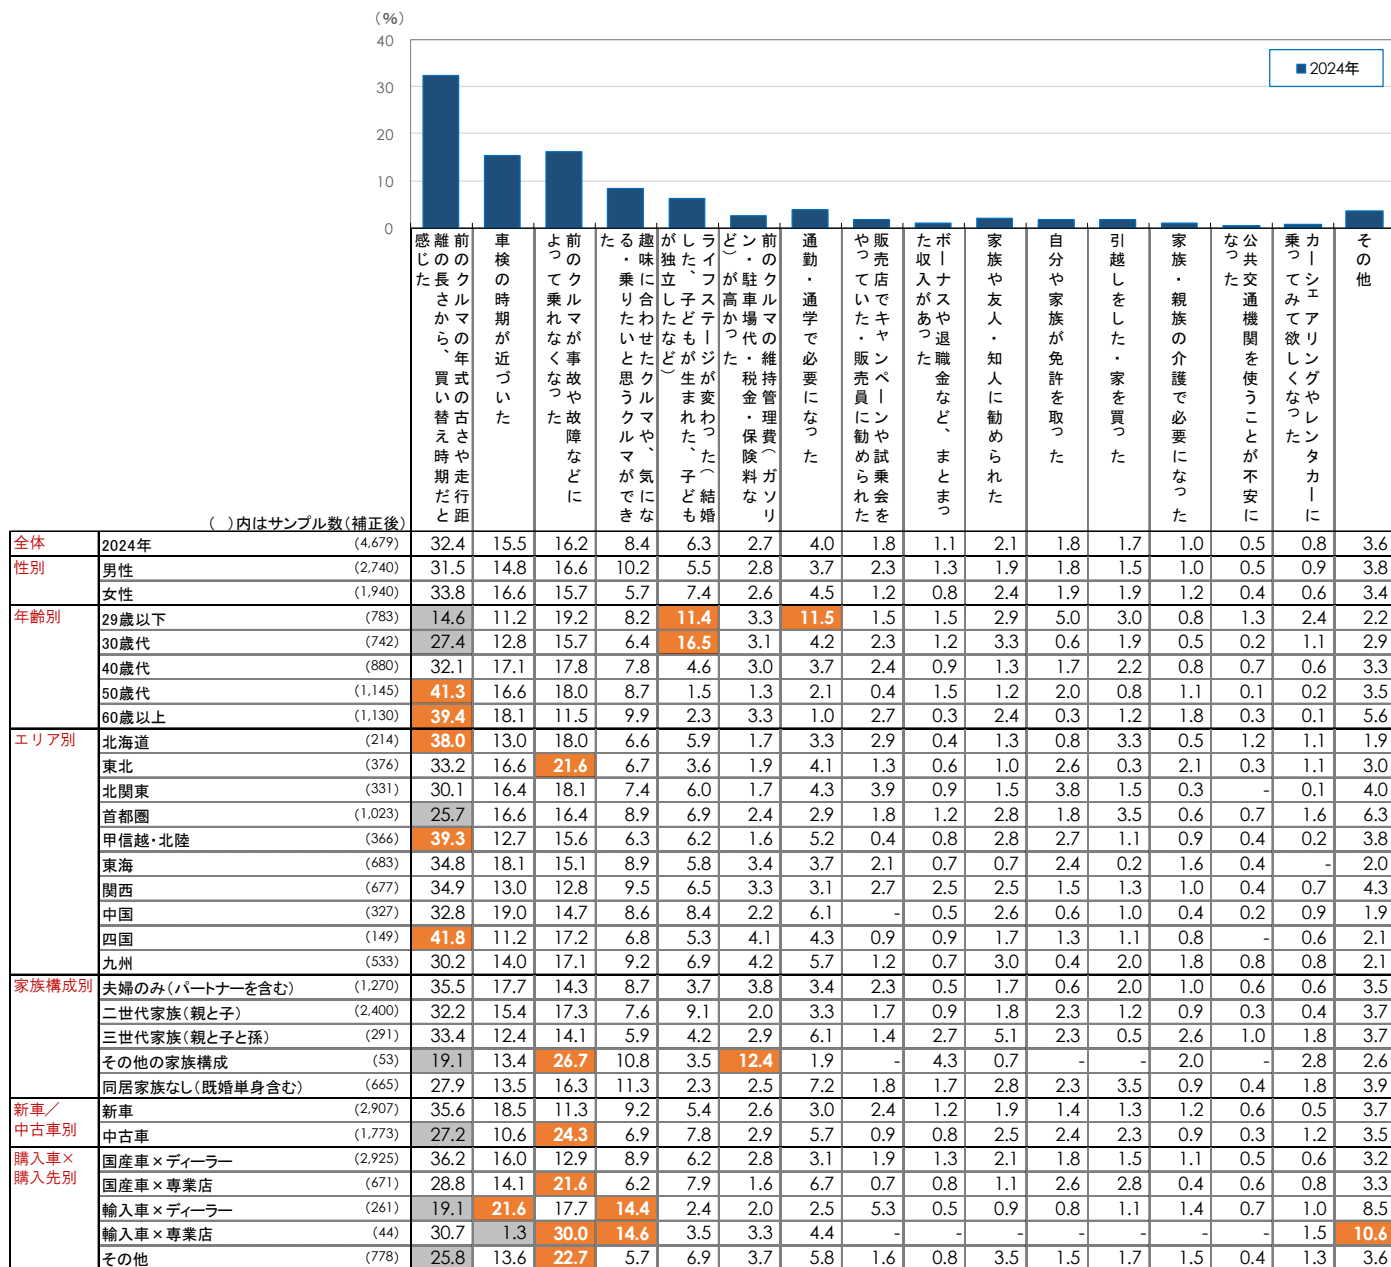 (%)
40
30
20
10
0
2024年
前のクルマの年式の古さや走行距
離の長さから、買い替え時期だと
感じた
車検の時期が近づいた
前のクルマが事故や故障などに
よって乗れなくなった
趣味に合わせたクルマや、気にな
る・乗りたいと思うクルマができ
た
ライフステージが変わった(結婚
した、子どもが生まれた、子ども
が独立したなど)
前のクルマの維持管理費(ガソリ
ン・駐車場代・税金・保険料な
ど)が高かった
通勤・通学で必要になった
販売店でキャンペーンや試乗会を
やっていた・販売員に勧められた
ボーナスや退職金など、まとまっ
た収入があった
家族や友人・知人に勧められた
自分や家族が免許を取った
引越しをした・家を買った
家族・親族の介護で必要になった
公共交通機関を使うことが不安に
なった
カーシェアリングやレンタカーに
乗ってみて欲しくなった
その他
( )内はサンプル数(補正後)
全体 2024年 (4,679) 32.4 15.5 16.2 8.4 6.3 2.7 4.0 1.8 1.1 2.1 1.8 1.7 1.0 0.5 0.8 3.6
性別 男性 (2,740) 31.5 14.8 16.6 10.2 5.5 2.8 3.7 2.3 1.3 1.9 1.8 1.5 1.0 0.5 0.9 3.8
女性 (1,940) 33.8 16.6 15.7 5.7 7.4 2.6 4.5 1.2 0.8 2.4 1.9 1.9 1.2 0.4 0.6 3.4
年齢別 29歳以下 (783) 14.6 11.2 19.2 8.2 11.4 3.3 11.5 1.5 1.5 2.9 5.0 3.0 0.8 1.3 2.4 2.2
30歳代 (742) 27.4 12.8 15.7 6.4 16.5 3.1 4.2 2.3 1.2 3.3 0.6 1.9 0.5 0.2 1.1 2.9
40歳代 (880) 32.1 17.1 17.8 7.8 4.6 3.0 3.7 2.4 0.9 1.3 1.7 2.2 0.8 0.7 0.6 3.3
50歳代 (1,145) 41.3 16.6 18.0 8.7 1.5 1.3 2.1 0.4 1.5 1.2 2.0 0.8 1.1 0.1 0.2 3.5
60歳以上 (1,130) 39.4 18.1 11.5 9.9 2.3 3.3 1.0 2.7 0.3 2.4 0.3 1.2 1.8 0.3 0.1 5.6
エリア別 北海道 (214) 38.0 13.0 18.0 6.6 5.9 1.7 3.3 2.9 0.4 1.3 0.8 3.3 0.5 1.2 1.1 1.9
東北 (376) 33.2 16.6 21.6 6.7 3.6 1.9 4.1 1.3 0.6 1.0 2.6 0.3 2.1 0.3 1.1 3.0
北関東 (331) 30.1 16.4 18.1 7.4 6.0 1.7 4.3 3.9 0.9 1.5 3.8 1.5 0.3 - 0.1 4.0
首都圏 (1,023) 25.7 16.6 16.4 8.9 6.9 2.4 2.9 1.8 1.2 2.8 1.8 3.5 0.6 0.7 1.6 6.3
甲信越・北陸 (366) 39.3 12.7 15.6 6.3 6.2 1.6 5.2 0.4 0.8 2.8 2.7 1.1 0.9 0.4 0.2 3.8
東海 (683) 34.8 18.1 15.1 8.9 5.8 3.4 3.7 2.1 0.7 0.7 2.4 0.2 1.6 0.4 - 2.0
関西 (677) 34.9 13.0 12.8 9.5 6.5 3.3 3.1 2.7 2.5 2.5 1.5 1.3 1.0 0.4 0.7 4.3
中国 (327) 32.8 19.0 14.7 8.6 8.4 2.2 6.1 - 0.5 2.6 0.6 1.0 0.4 0.2 0.9 1.9
四国 (149) 41.8 11.2 17.2 6.8 5.3 4.1 4.3 0.9 0.9 1.7 1.3 1.1 0.8 - 0.6 2.1
九州 (533) 30.2 14.0 17.1 9.2 6.9 4.2 5.7 1.2 0.7 3.0 0.4 2.0 1.8 0.8 0.8 2.1
家族構成別 夫婦のみ(パートナーを含む) (1,270) 35.5 17.7 14.3 8.7 3.7 3.8 3.4 2.3 0.5 1.7 0.6 2.0 1.0 0.6 0.6 3.5
二世代家族(親と子) (2,400) 32.2 15.4 17.3 7.6 9.1 2.0 3.3 1.7 0.9 1.8 2.3 1.2 0.9 0.3 0.4 3.7
三世代家族(親と子と孫) (291) 33.4 12.4 14.1 5.9 4.2 2.9 6.1 1.4 2.7 5.1 2.3 0.5 2.6 1.0 1.8 3.7
その他の家族構成 (53) 19.1 13.4 26.7 10.8 3.5 12.4 1.9 - 4.3 0.7 - - 2.0 - 2.8 2.6
同居家族なし(既婚単身含む) (665) 27.9 13.5 16.3 11.3 2.3 2.5 7.2 1.8 1.7 2.8 2.3 3.5 0.9 0.4 1.8 3.9
新車/ 新車 (2,907) 35.6 18.5 11.3 9.2 5.4 2.6 3.0 2.4 1.2 1.9 1.4 1.3 1.2 0.6 0.5 3.7
中古車別 中古車 (1,773) 27.2 10.6 24.3 6.9 7.8 2.9 5.7 0.9 0.8 2.5 2.4 2.3 0.9 0.3 1.2 3.5
購入車× 国産車×ディーラー (2,925) 36.2 16.0 12.9 8.9 6.2 2.8 3.1 1.9 1.3 2.1 1.8 1.5 1.1 0.5 0.6 3.2
購入先別 国産車×専業店 (671) 28.8 14.1 21.6 6.2 7.9 1.6 6.7 0.7 0.8 1.1 2.6 2.8 0.4 0.6 0.8 3.3
輸入車×ディーラー (261) 19.1 21.6 17.7 14.4 2.4 2.0 2.5 5.3 0.5 0.9 0.8 1.1 1.4 0.7 1.0 8.5
輸入車×専業店 (44) 30.7 1.3 30.0 14.6 3.5 3.3 4.4 - - - - - - - 1.5 10.6
その他 (778) 25.8 13.6 22.7 5.7 6.9 3.7 5.8 1.6 0.8 3.5 1.5 1.7 1.5 0.4 1.3 3.6